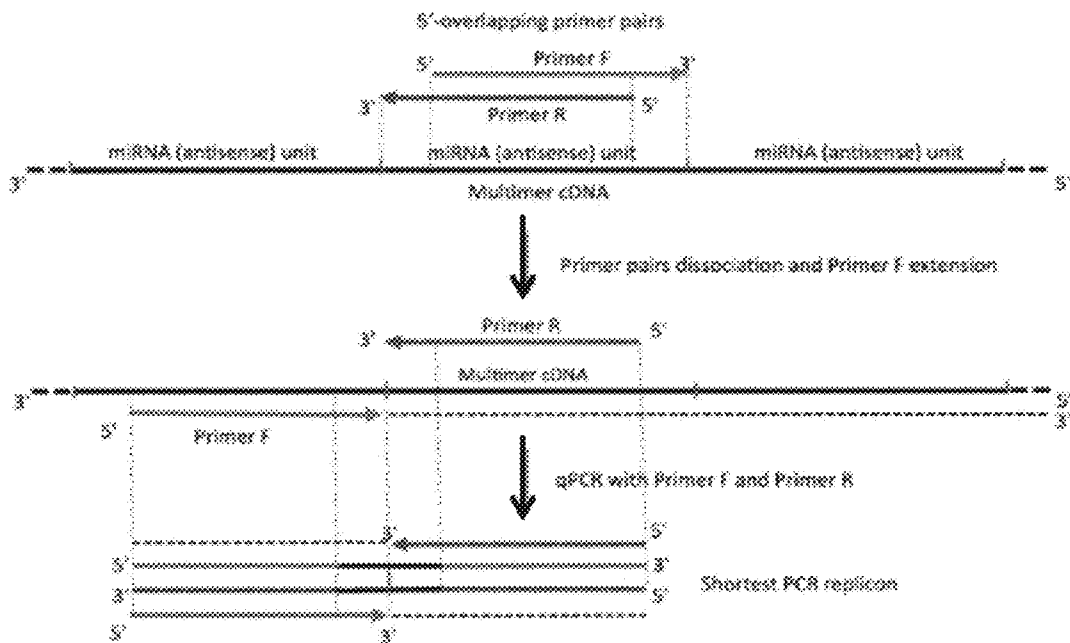 5'-overlapping primer pairs
5' Primer F 3'
3' Primer R 5'
miRNA (antisense) unit miRNA (antisense) unit miRNA (antisense) unit
3' 5'
Multimer cDNA
Primer pairs dissociation and Primer F extension
3' Primer R 5'
Multimer cDNA
3' 5'
5' Primer F 3'
qPCR with Primer F and Primer R
3' 5'
5' 3'
3' 5'
Shortest PCR replicon
5' 3'